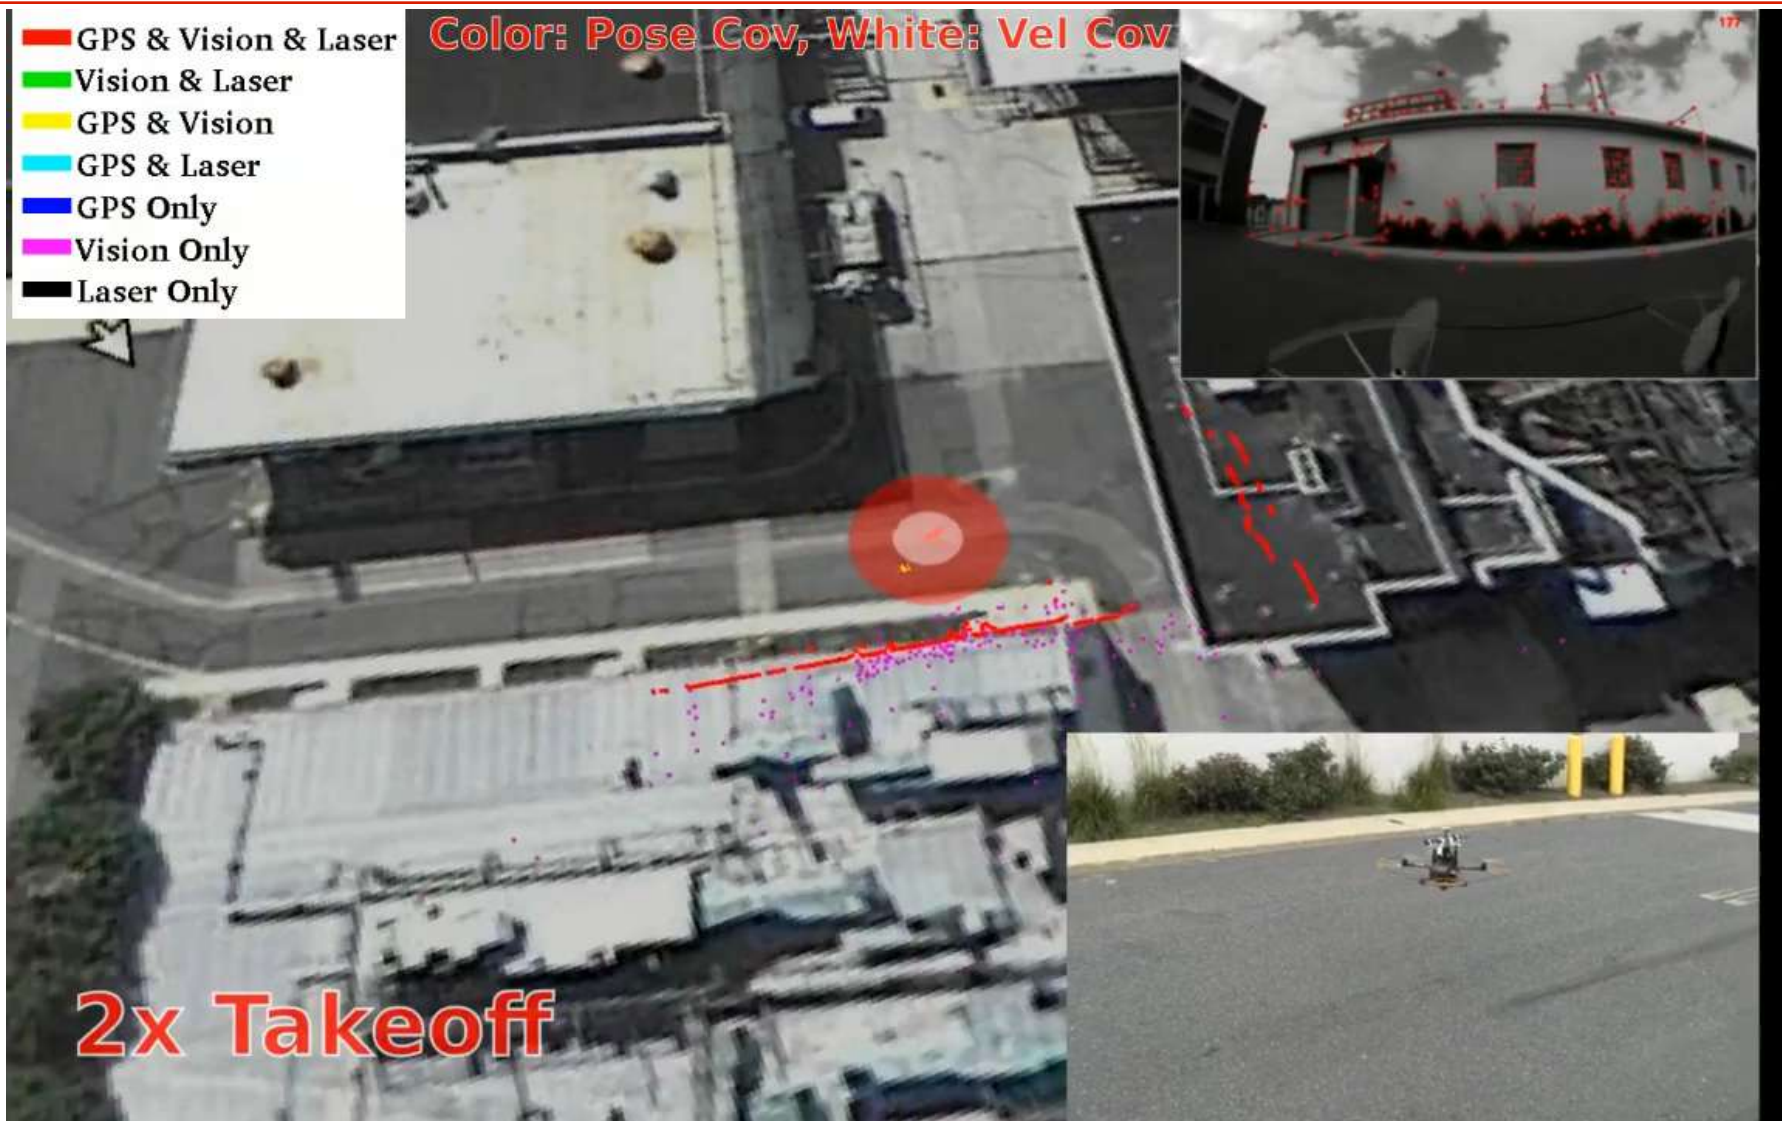 GPS & Vision & Laser
Vision & Laser
GPS & Vision
GPS & Laser
GPS Only
Vision Only
Laser Only
Color: Pose Cov, White: Vel Cov
177
2x Takeoff